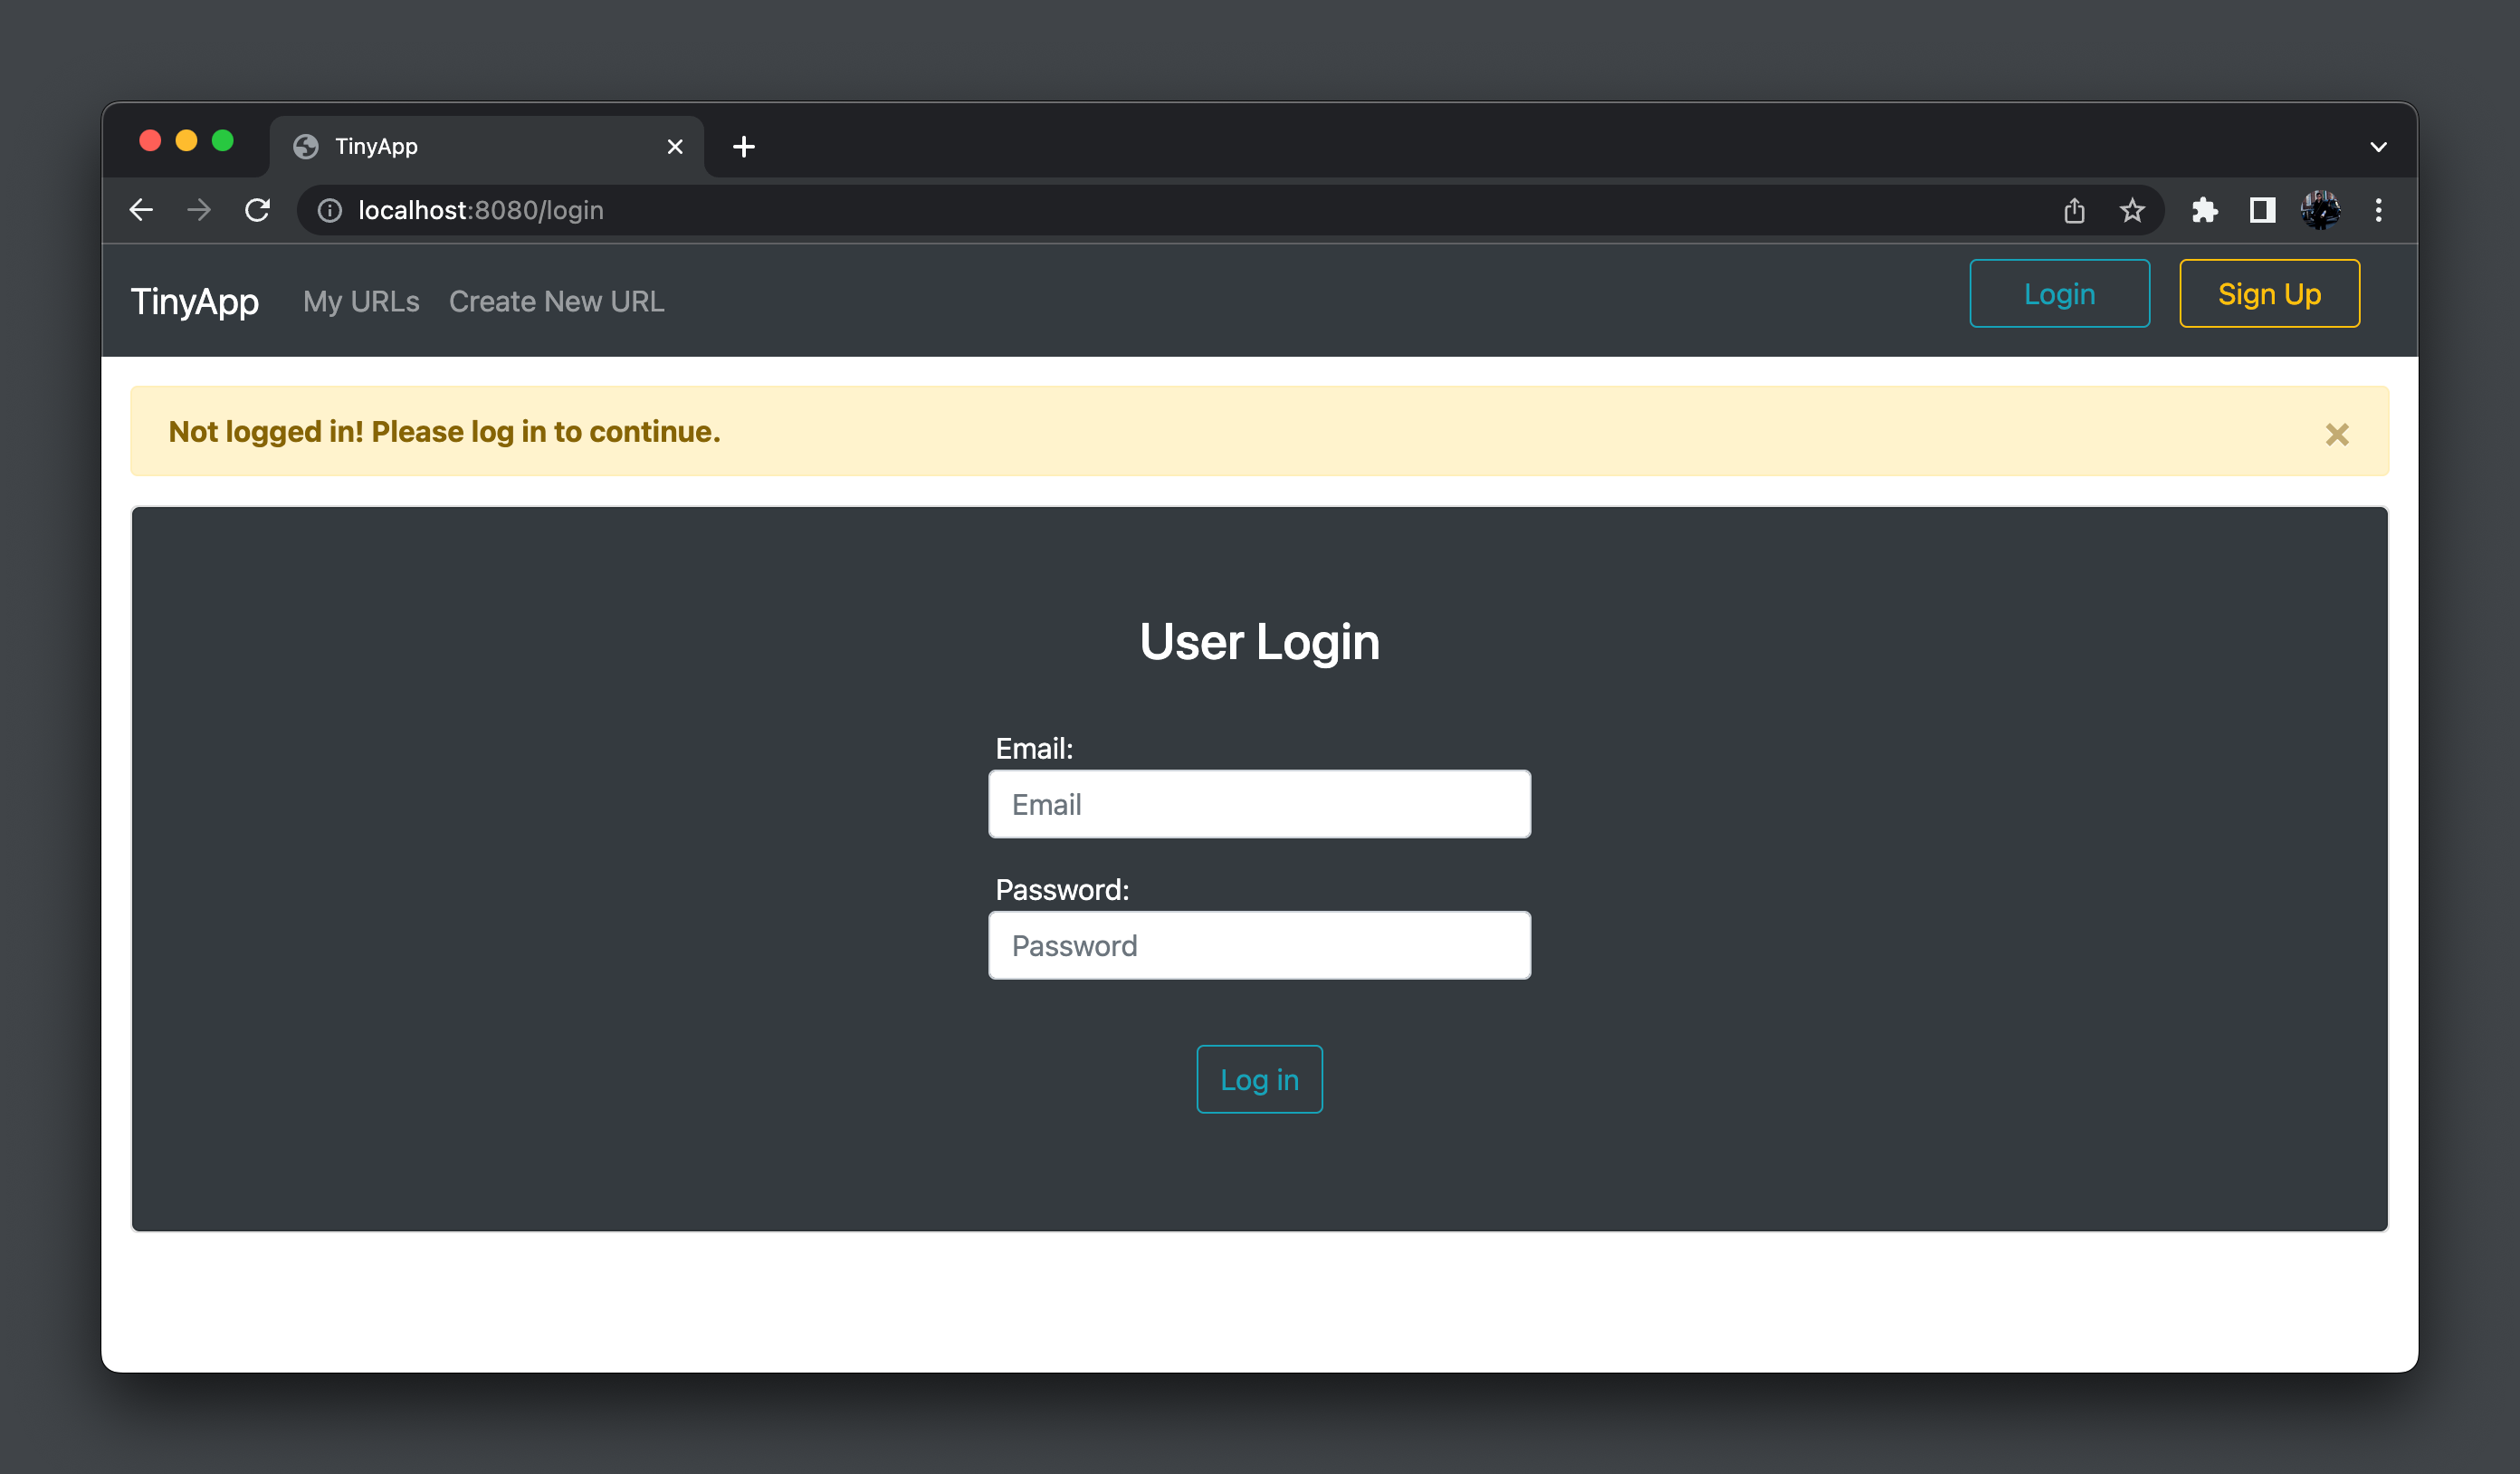 TinyApp
localhost:8080/login
TinyApp My URLs Create New URL Login Sign Up
Not logged in! Please log in to continue.
User Login
Email:
Email
Password:
Password
Log in